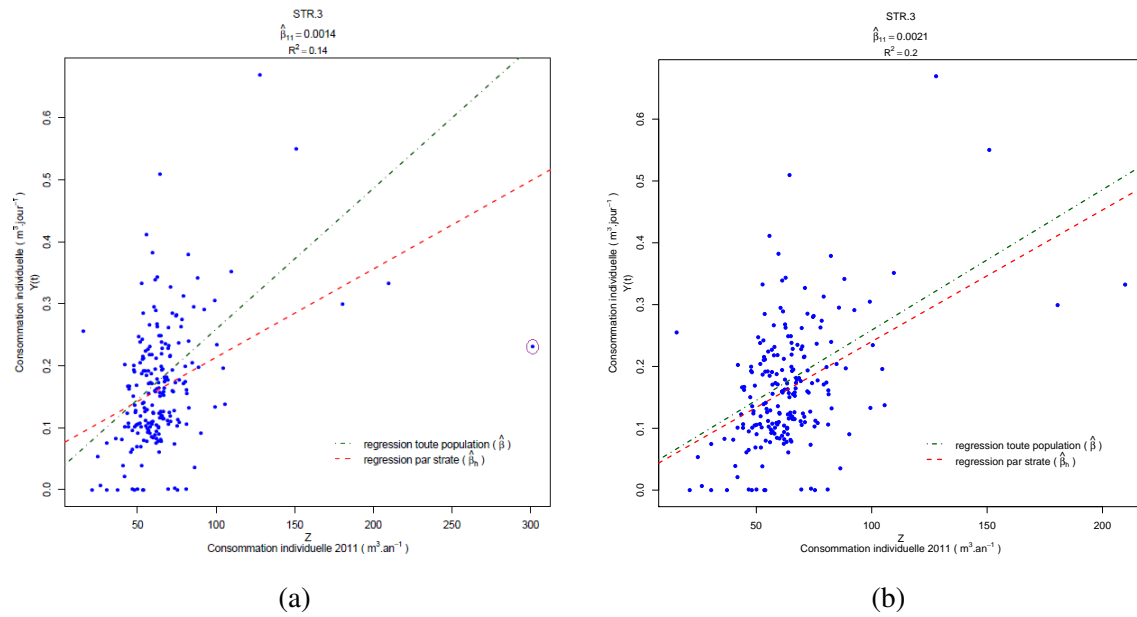 STR.3
β̂₁₁ = 0.0014
R² = 0.14
Consommation individuelle ( m³.jour⁻¹ )
Y(t)
0.0 0.1 0.2 0.3 0.4 0.5 0.6
50 100 150 200 250 300
Z
Consommation individuelle 2011 ( m³.an⁻¹ )
regression toute population ( β̂ )
regression par strate ( β̂ₕ )
(a)
STR.3
β̂₁₁ = 0.0021
R² = 0.2
Consommation individuelle ( m³.jour⁻¹ )
Y(t)
0.0 0.1 0.2 0.3 0.4 0.5 0.6
50 100 150 200
Z
Consommation individuelle 2011 ( m³.an⁻¹ )
regression toute population ( β̂ )
regression par strate ( β̂ₕ )
(b)